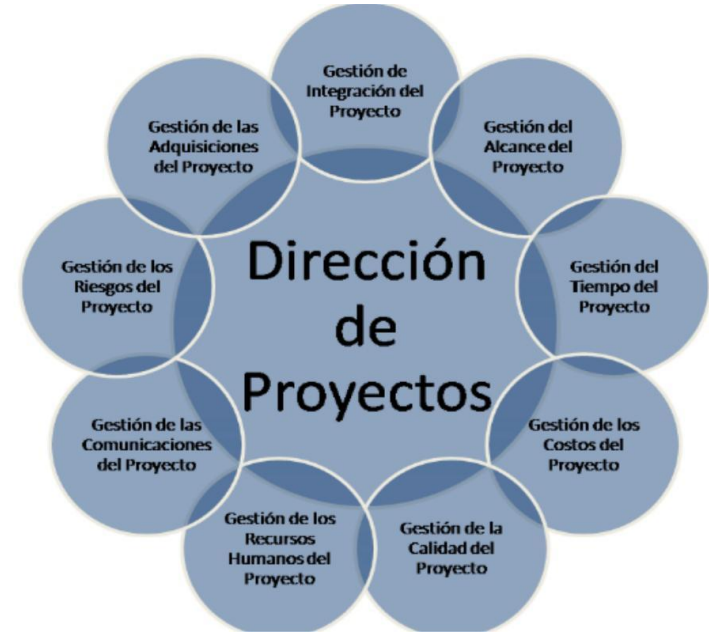 Gestión de
Integración del
Proyecto
Gestión del
Alcance del
Proyecto
Gestión del
Tiempo del
Proyecto
Gestión de los
Costos del
Proyecto
Gestión de la
Calidad del
Proyecto
Gestión de los
Recursos
Humanos del
Proyecto
Gestión de las
Comunicaciones
del Proyecto
Gestión de los
Riesgos del
Proyecto
Gestión de las
Adquisiciones
del Proyecto
Dirección
de
Proyectos